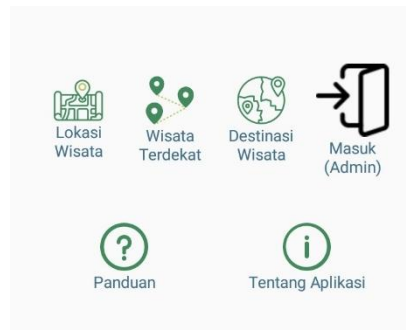 Lokasi
Wisata
Wisata
Terdekat
Destinasi
Wisata
Masuk
(Admin)
Panduan
Tentang Aplikasi